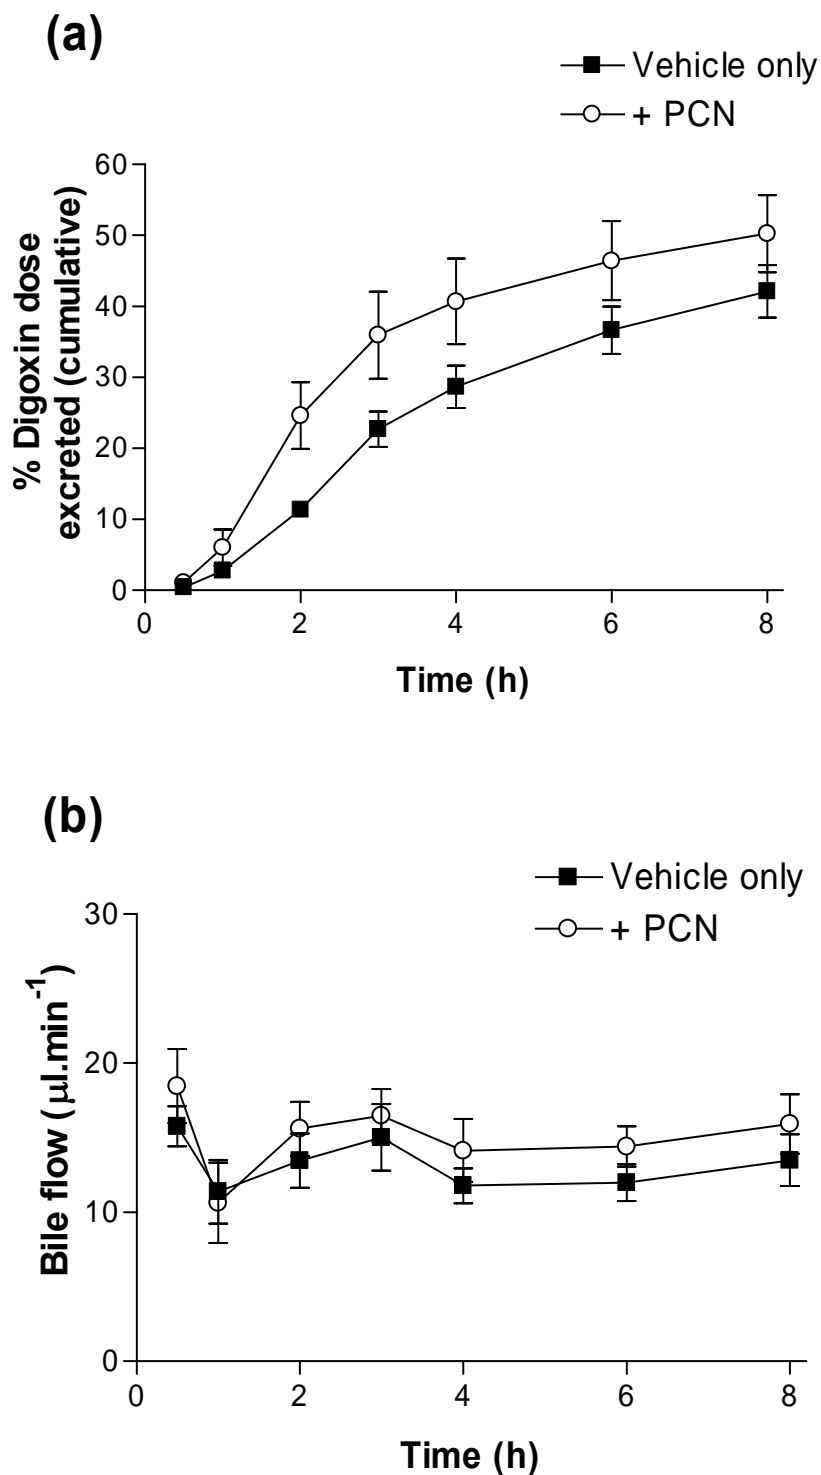 (a)
Vehicle only
+ PCN
% Digoxin dose
excreted (cumulative)
60
50
40
30
20
10
0
0 2 4 6 8
Time (h)
(b)
Vehicle only
+ PCN
Bile flow (µl.min⁻¹)
30
20
10
0
0 2 4 6 8
Time (h)